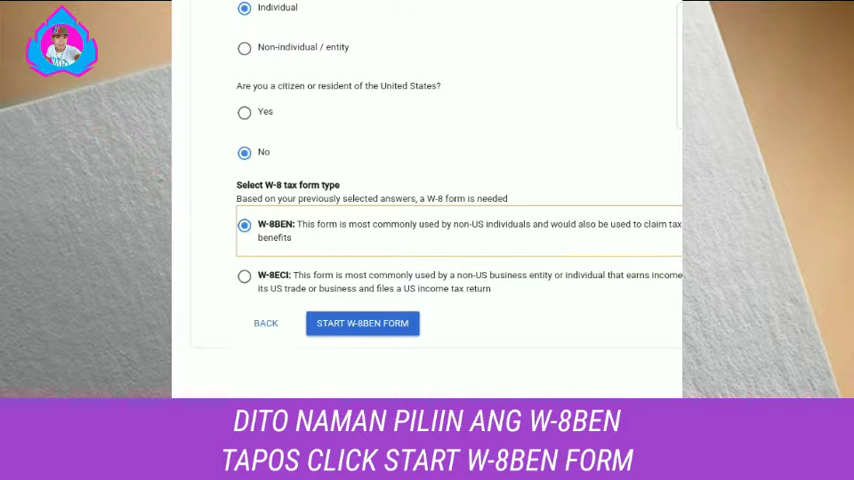 Individual
Non-individual / entity
Are you a citizen or resident of the United States?
Yes
No
Select W-8 tax form type
Based on your previously selected answers, a W-8 form is needed
W-8BEN: This form is most commonly used by non-US individuals and would also be used to claim tax
benefits
W-8ECI: This form is most commonly used by a non-US business entity or individual that earns income
its US trade or business and files a US income tax return
BACK
START W-8BEN FORM
DITO NAMAN PILIIN ANG W-8BEN
TAPOS CLICK START W-8BEN FORM